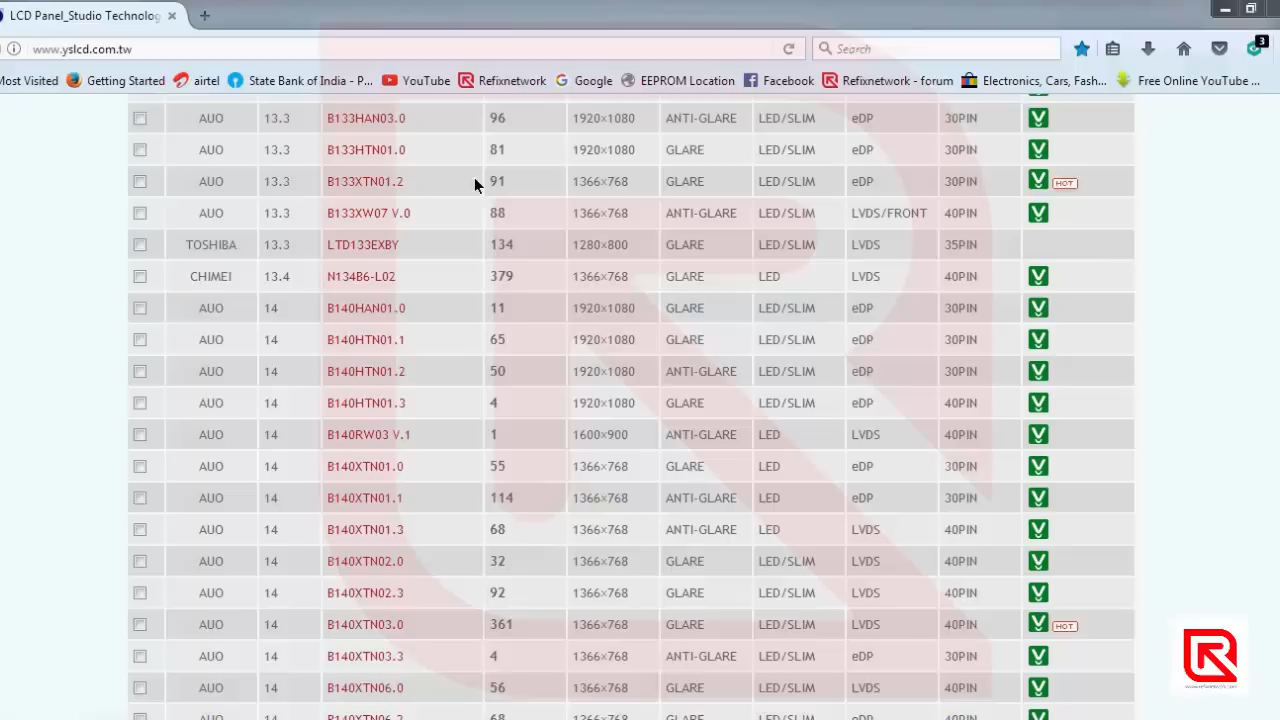 LCD Panel_Studio Technolog
www.yslcd.com.tw Search 3
Most Visited Getting Started airtel State Bank of India - P... YouTube Refixnetwork Google EEPROM Location Facebook Refixnetwork - forum Electronics, Cars, Fash... Free Online YouTube ...
AUO 13.3 B133HAN03.0 96 1920×1080 ANTI-GLARE LED/SLIM eDP 30PIN V
AUO 13.3 B133HTN01.0 81 1920×1080 GLARE LED/SLIM eDP 30PIN V
AUO 13.3 B133XTN01.2 91 1366×768 GLARE LED/SLIM eDP 30PIN V HOT
AUO 13.3 B133XW07 V.0 88 1366×768 ANTI-GLARE LED/SLIM LVDS/FRONT 40PIN V
TOSHIBA 13.3 LTD133EXBY 134 1280×800 GLARE LED/SLIM LVDS 35PIN
CHIMEI 13.4 N134B6-L02 379 1366×768 GLARE LED LVDS 40PIN V
AUO 14 B140HAN01.0 11 1920×1080 GLARE LED/SLIM eDP 30PIN V
AUO 14 B140HTN01.1 65 1920×1080 GLARE LED/SLIM eDP 30PIN V
AUO 14 B140HTN01.2 50 1920×1080 ANTI-GLARE LED/SLIM eDP 30PIN V
AUO 14 B140HTN01.3 4 1920×1080 GLARE LED/SLIM eDP 40PIN V
AUO 14 B140RW03 V.1 1 1600×900 ANTI-GLARE LED LVDS 40PIN V
AUO 14 B140XTN01.0 55 1366×768 GLARE LED eDP 30PIN V
AUO 14 B140XTN01.1 114 1366×768 ANTI-GLARE LED eDP 30PIN V
AUO 14 B140XTN01.3 68 1366×768 ANTI-GLARE LED LVDS 40PIN V
AUO 14 B140XTN02.0 32 1366×768 GLARE LED/SLIM LVDS 40PIN V
AUO 14 B140XTN02.3 92 1366×768 GLARE LED/SLIM LVDS 40PIN V
AUO 14 B140XTN03.0 361 1366×768 GLARE LED/SLIM LVDS 40PIN V HOT
AUO 14 B140XTN03.3 4 1366×768 ANTI-GLARE LED/SLIM eDP 40PIN V
AUO 14 B140XTN06.0 56 1366×768 GLARE LED/SLIM LVDS 40PIN V